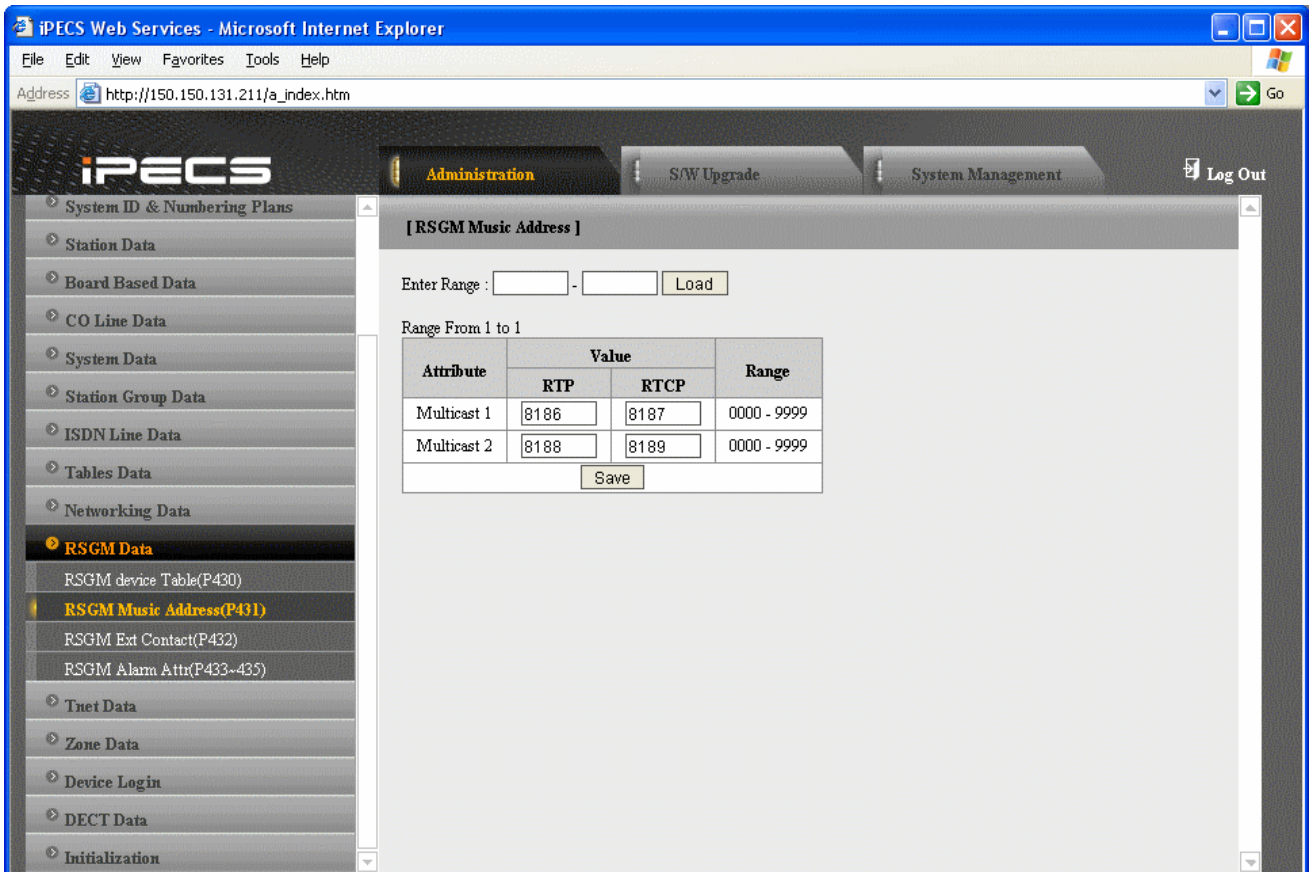 iPECS Web Services - Microsoft Internet Explorer
File Edit View Favorites Tools Help
Address http://150.150.131.211/a_index.htm Go
iPECS
Administration S/W Upgrade System Management Log Out
System ID & Numbering Plans
Station Data
Board Based Data
CO Line Data
System Data
Station Group Data
ISDN Line Data
Tables Data
Networking Data
RSGM Data
RSGM device Table(P430)
RSGM Music Address(P431)
RSGM Ext Contact(P432)
RSGM Alarm Attr(P433~435)
Tnet Data
Zone Data
Device Login
DECT Data
Initialization
[ RSGM Music Address ]
Enter Range : - Load
Range From 1 to 1
Attribute Value Range
RTP RTCP
Multicast 1 8186 8187 0000 - 9999
Multicast 2 8188 8189 0000 - 9999
Save